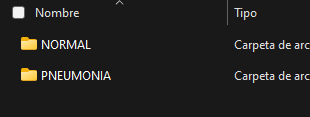 Nombre Tipo
NORMAL Carpeta de arc
PNEUMONIA Carpeta de arc